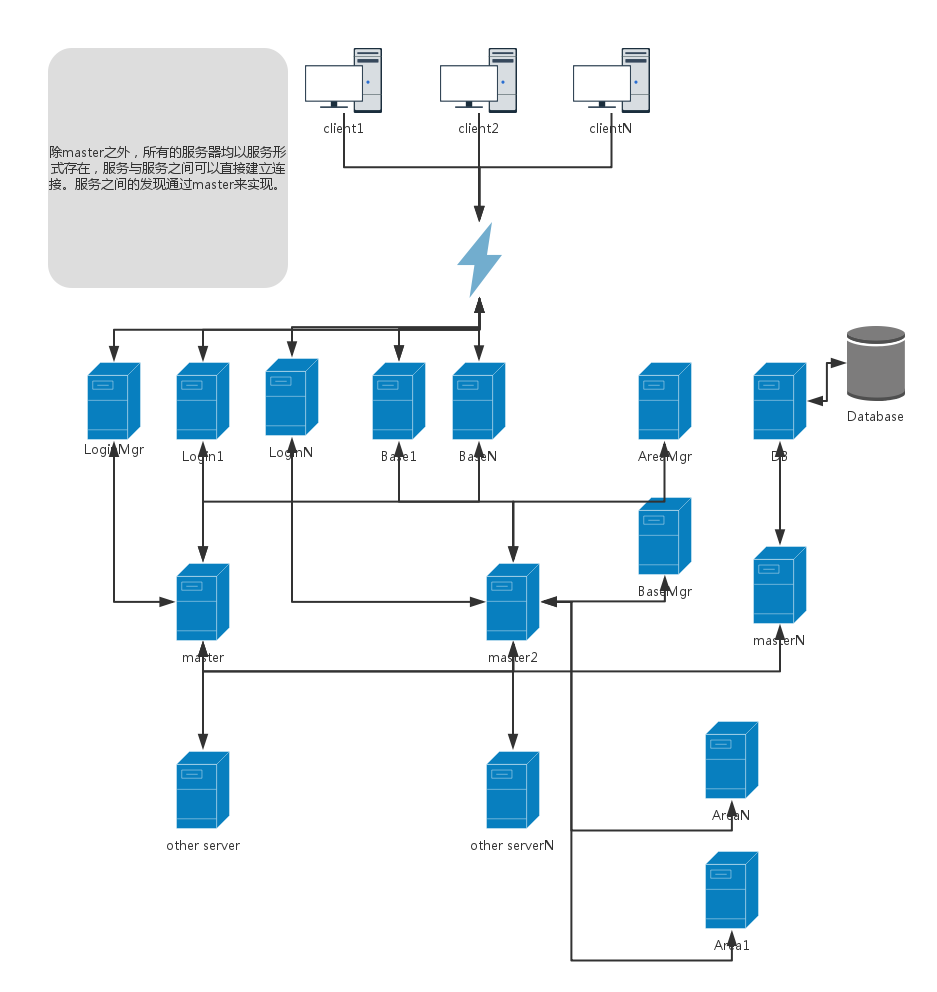 client1
client2
clientN
除master之外，所有的服务器均以服务形
式存在，服务与服务之间可以直接建立连
接。服务之间的发现通过master来实现。
Database
LoginMgr
Login1
LoginN
Base1
BaseN
AreaMgr
DB
BaseMgr
master
master2
masterN
AreaN
other server
other serverN
Area1